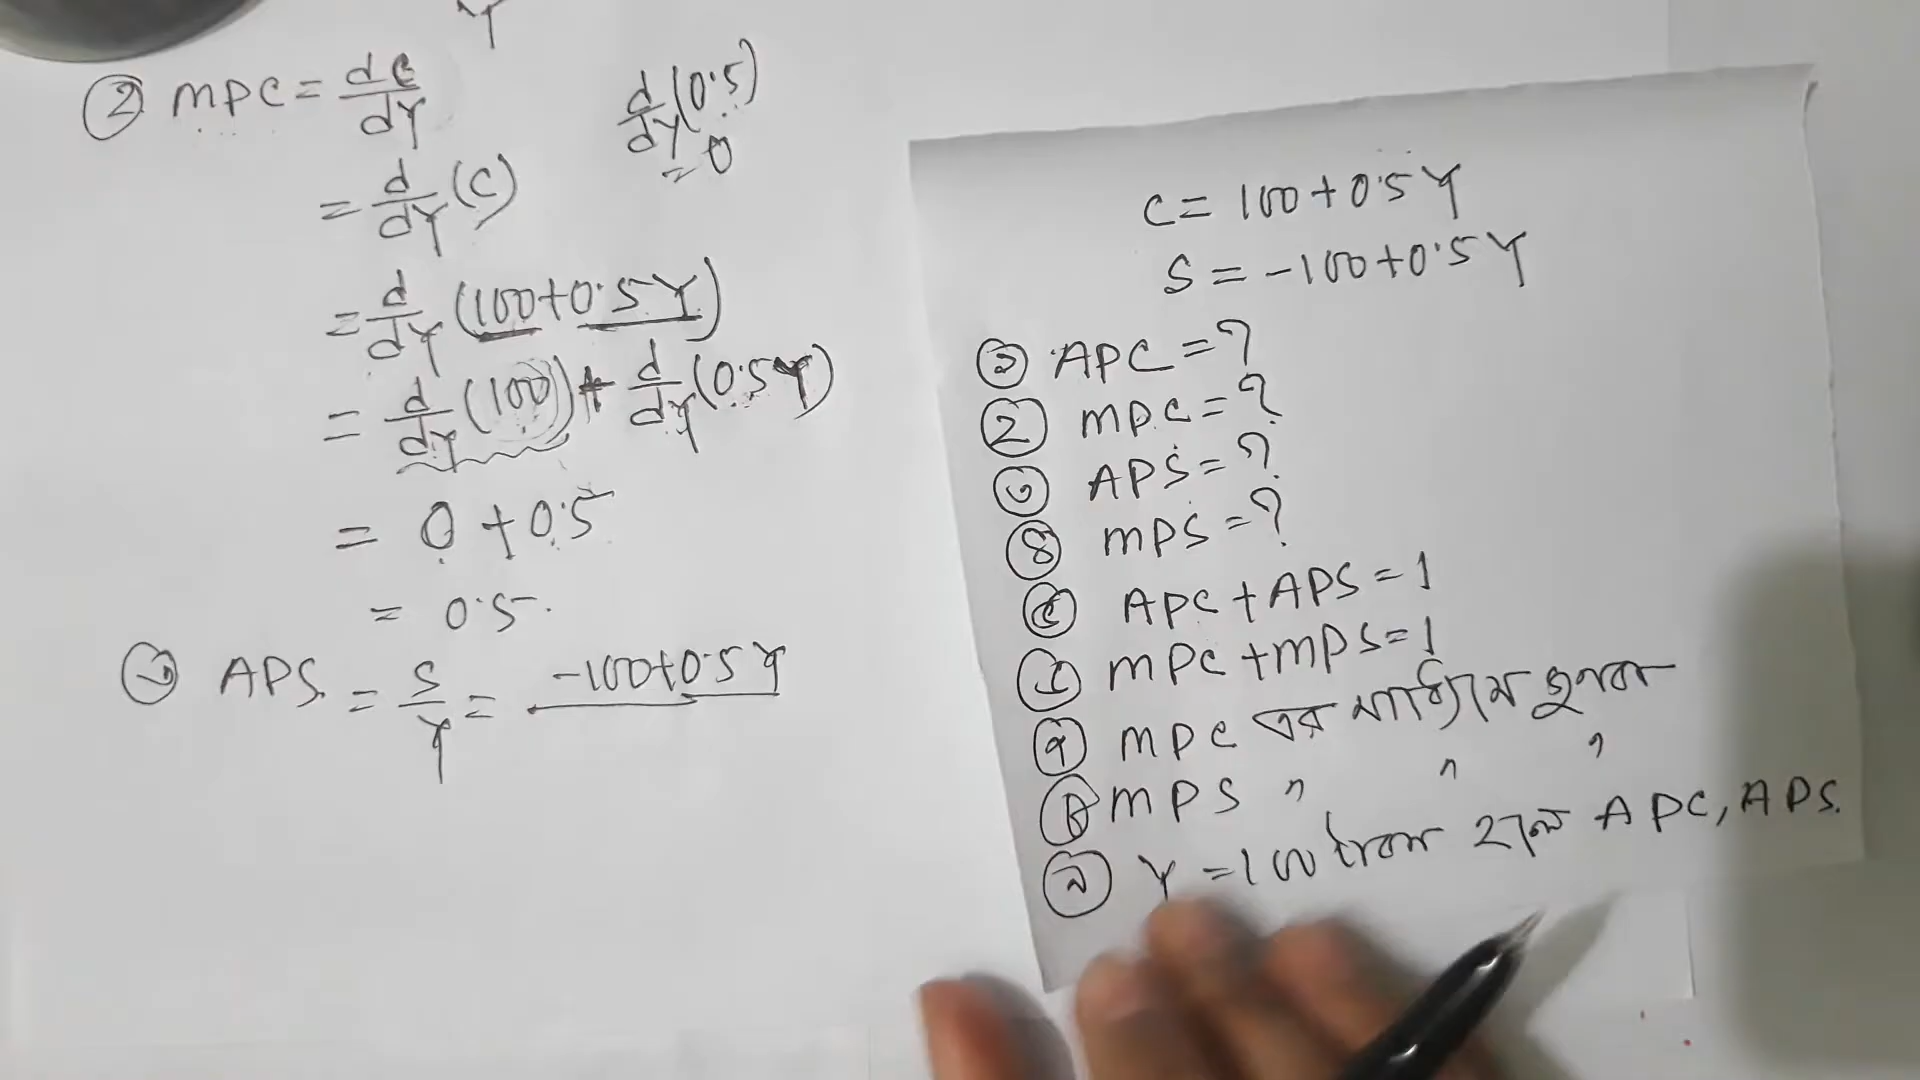 ② MPC = dC/dY
= d/dY (C)
= d/dY (100+0.5Y)
= d/dY (100) + d/dY (0.5Y)
= 0 + 0.5
= 0.5.
d/dY (0.5)
= 0
৩ APS. = S/Y = -100+0.5Y
C = 100+0.5Y
S = -100+0.5Y
① APC = ?
② MPC = ?
৩ APS = ?
৪ MPS = ?
৫ APC + APS = 1
৬ MPC + MPS = 1
৭ MPC এর মাধ্যমে গুণক
৮ MPS " " "
৯ Y = 100 টাকা হলে APC, APS.